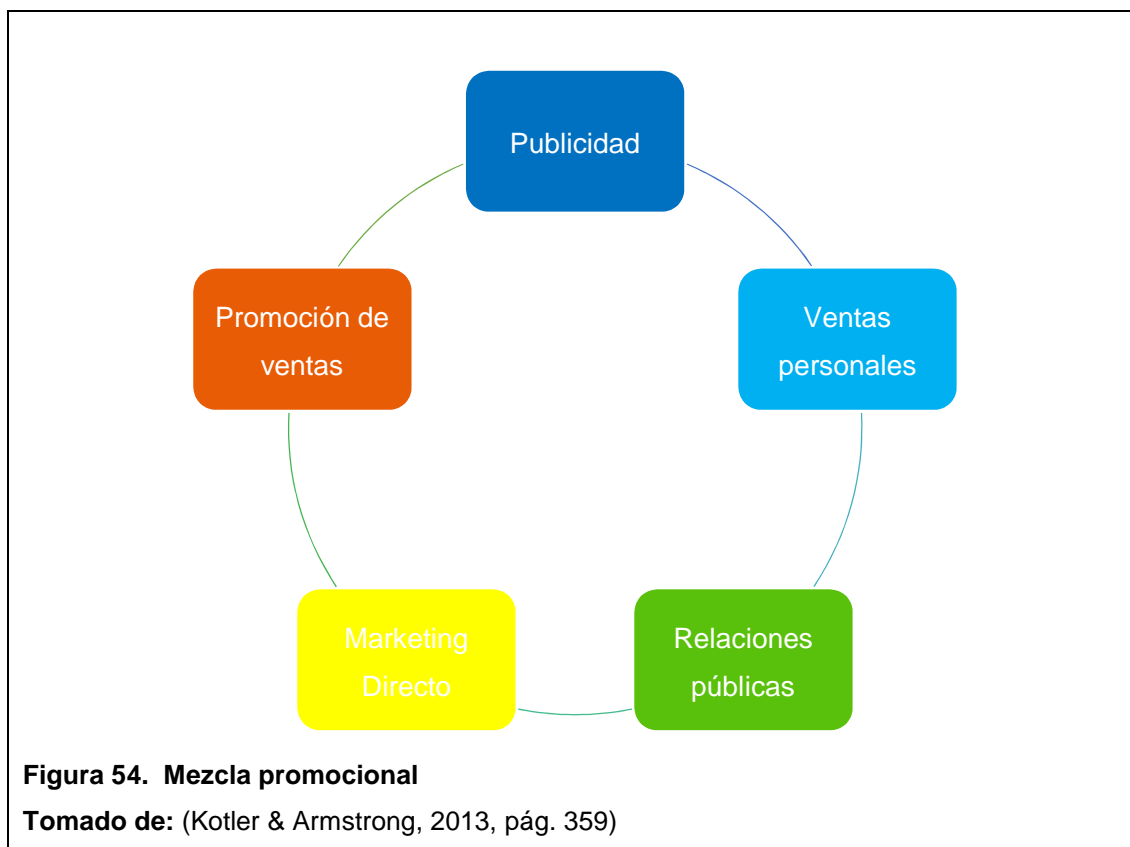 Publicidad
Promoción de
ventas
Ventas
personales
Marketing
Directo
Relaciones
públicas
Figura 54. Mezcla promocional
Tomado de: (Kotler & Armstrong, 2013, pág. 359)